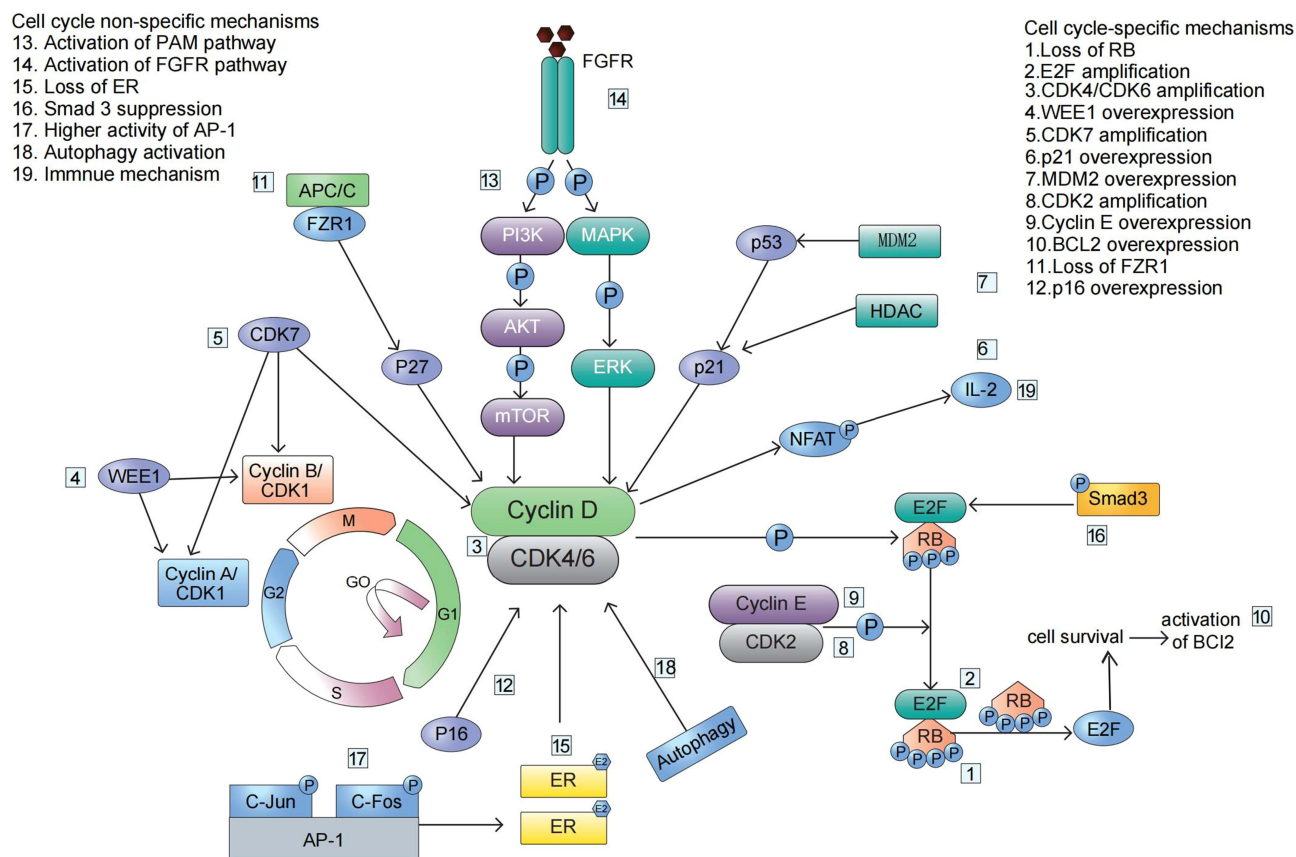 Cell cycle non-specific mechanisms
13. Activation of PAM pathway
14. Activation of FGFR pathway
15. Loss of ER
16. Smad 3 suppression
17. Higher activity of AP-1
18. Autophagy activation
19. Immnue mechanism
Cell cycle-specific mechanisms
1.Loss of RB
2.E2F amplification
3.CDK4/CDK6 amplification
4.WEE1 overexpression
5.CDK7 amplification
6.p21 overexpression
7.MDM2 overexpression
8.CDK2 amplification
9.Cyclin E overexpression
10.BCL2 overexpression
11.Loss of FZR1
12.p16 overexpression
FGFR
14
11
APC/C
FZR1
13
P
P
PI3K
MAPK
p53
MDM2
7
P
P
HDAC
5
CDK7
AKT
P27
P
ERK
p21
6
IL-2
19
mTOR
NFAT
P
4
WEE1
Cyclin B/
CDK1
Cyclin D
3
CDK4/6
P
E2F
RB
P
P
P
P
Smad3
16
Cyclin A/
CDK1
M
G2
GO
G1
S
Cyclin E
9
CDK2
8
P
cell survival
activation
of BCl2
10
12
18
2
E2F
RB
P
P
P
P
1
RB
P
P
P
P
E2F
P16
15
Autophagy
17
C-Jun
P
C-Fos
P
AP-1
ER
E2
ER
E2